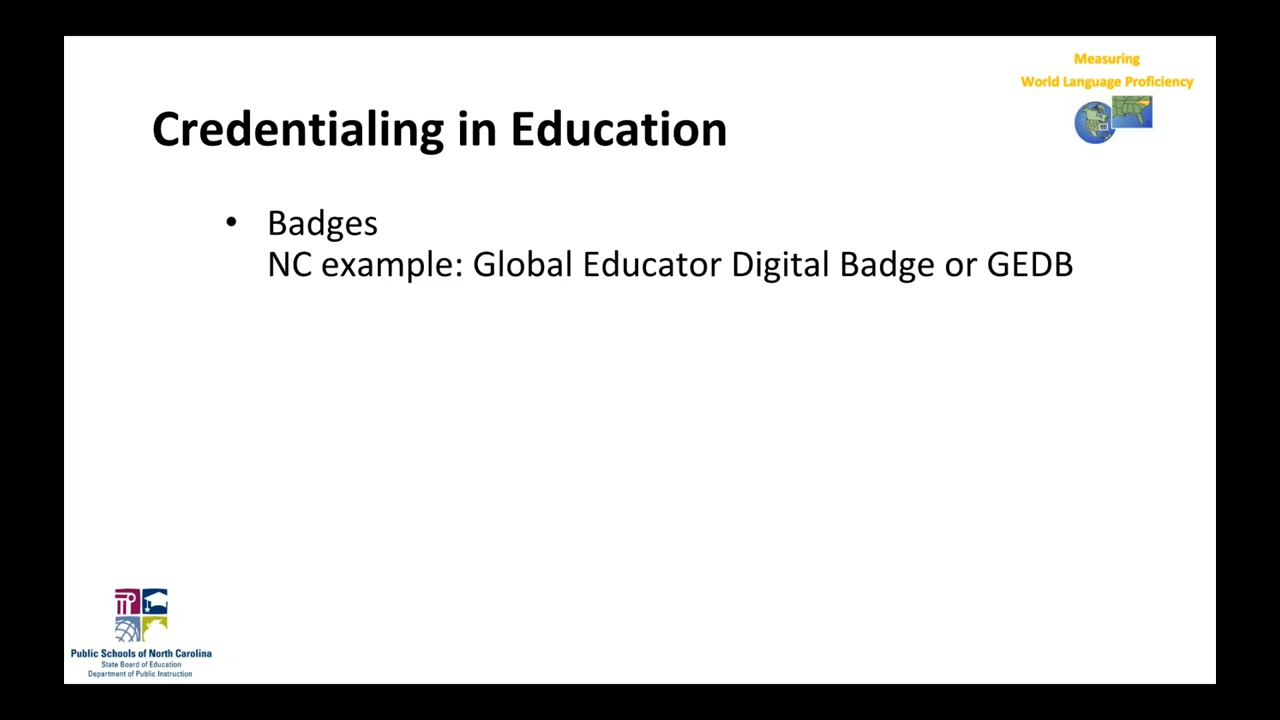 Measuring
World Language Proficiency
Credentialing in Education
• Badges
NC example: Global Educator Digital Badge or GEDB
Public Schools of North Carolina
State Board of Education
Department of Public Instruction